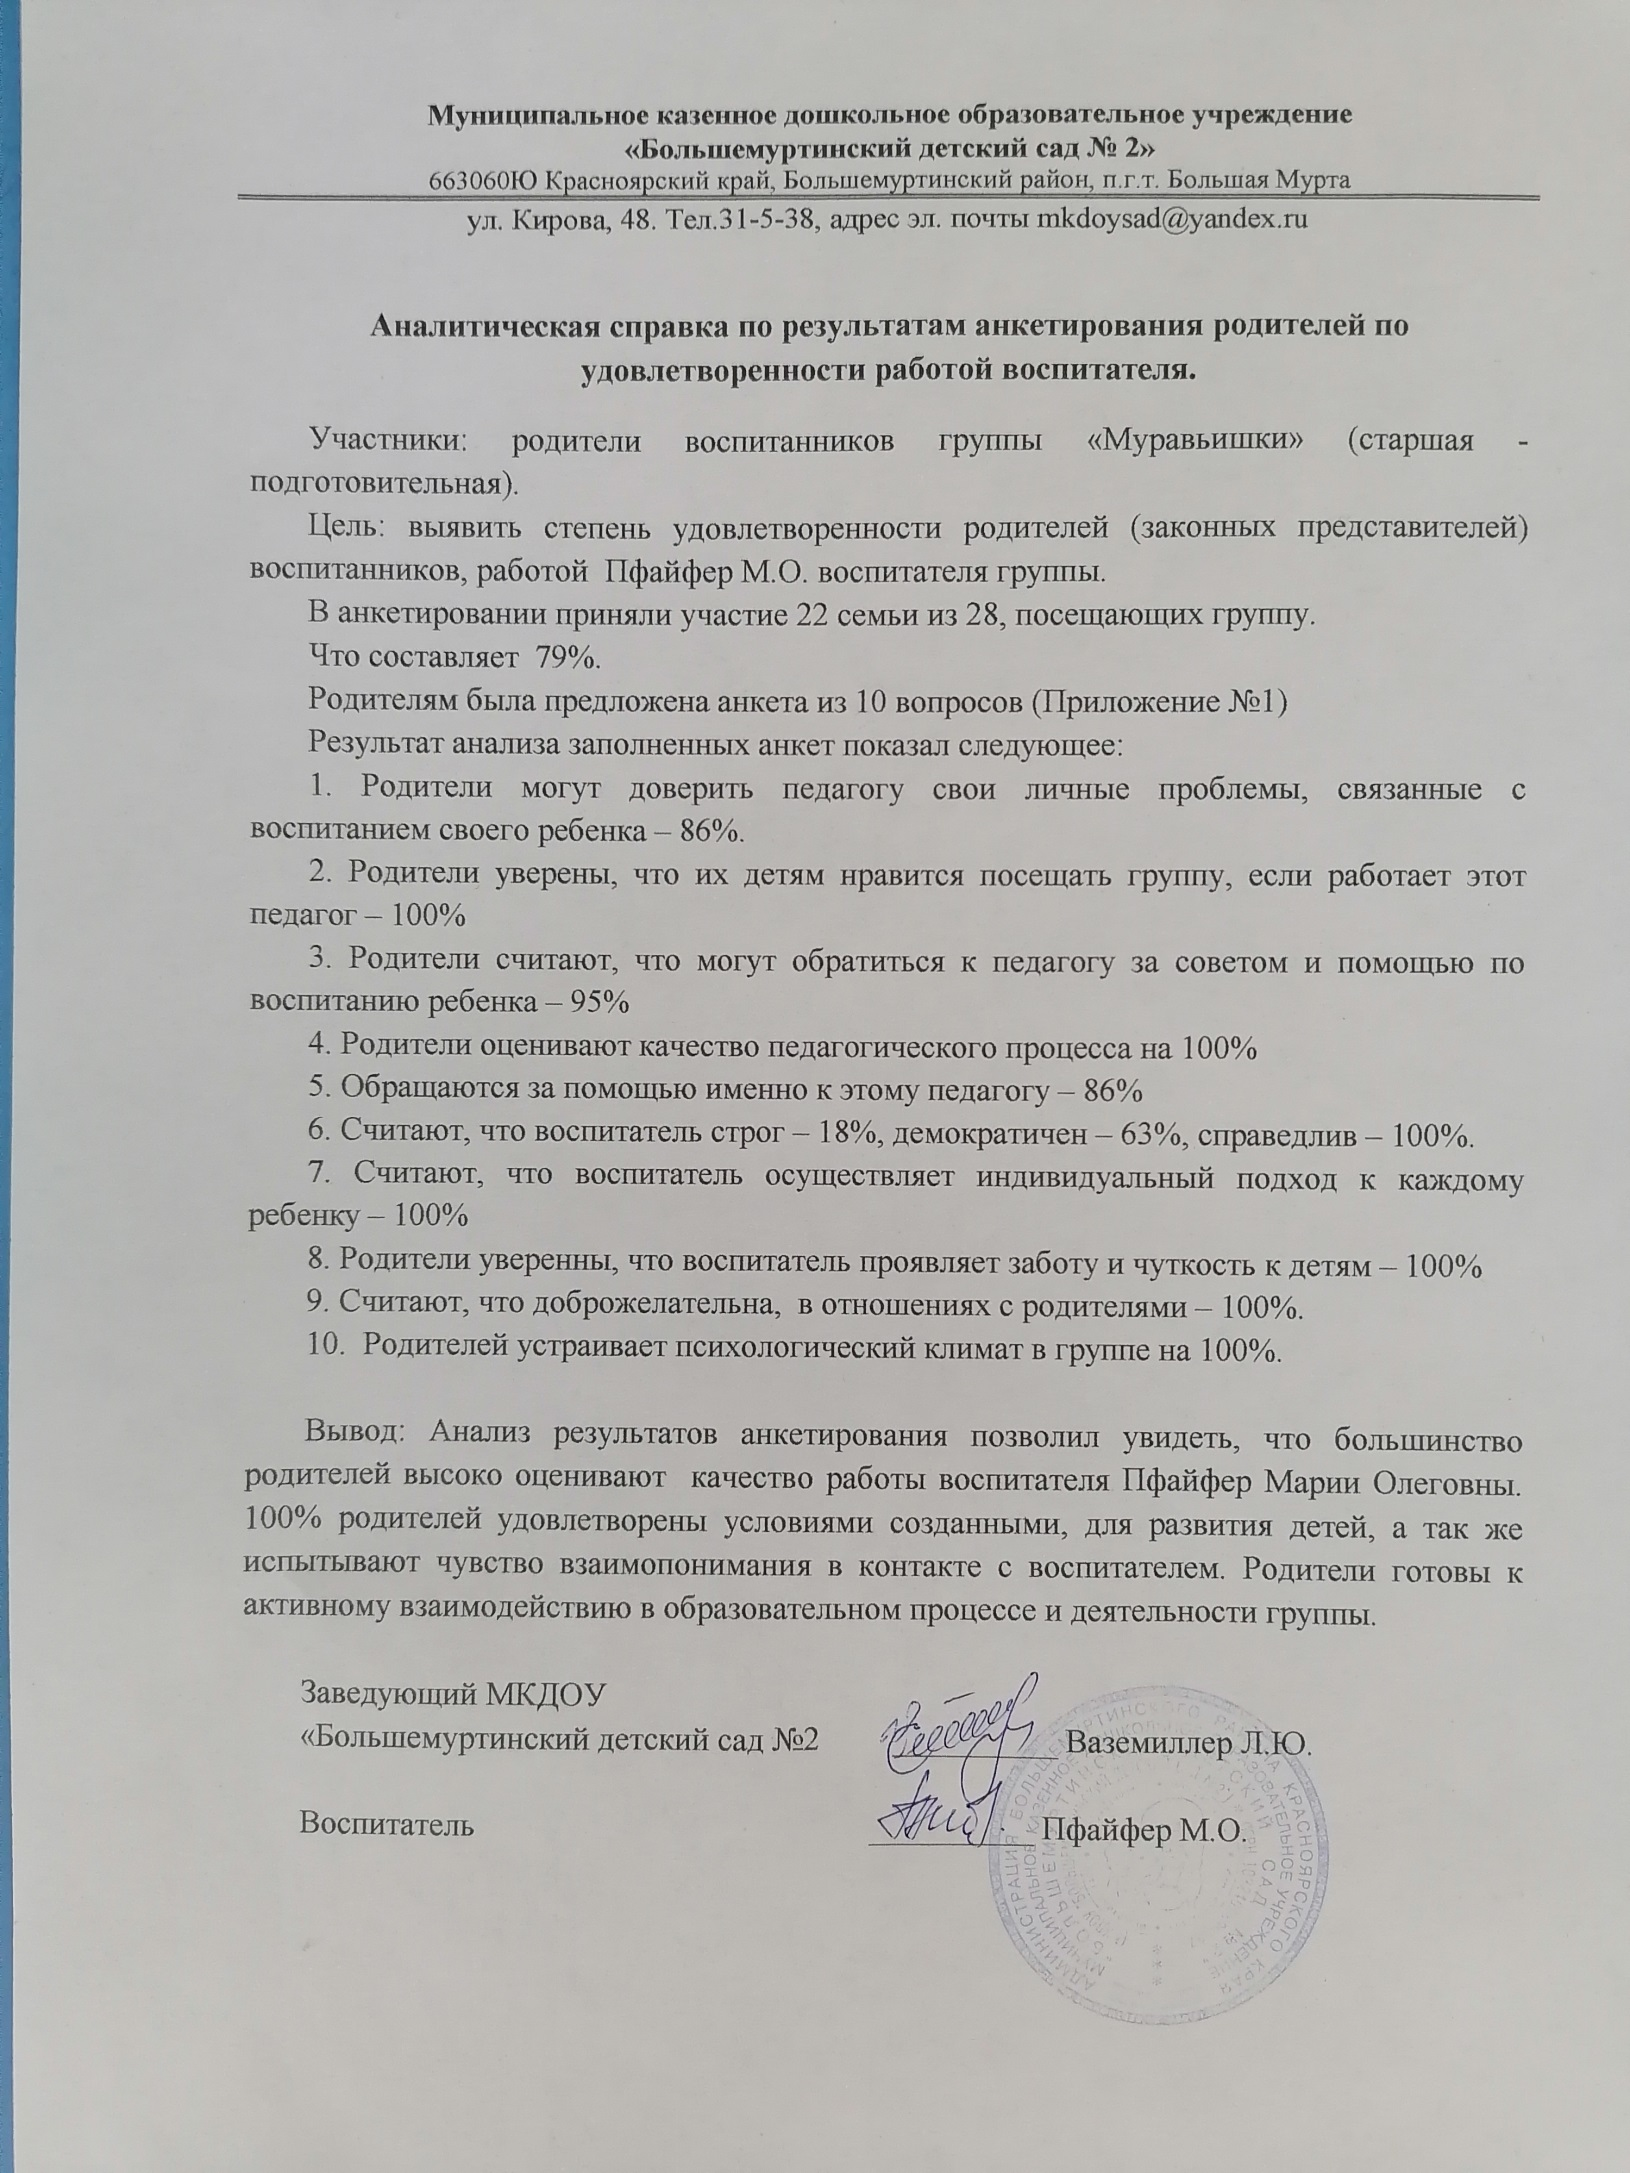 Муниципальное казенное дошкольное образовательное учреждение
«Большемуртинский детский сад № 2»
663060Ю Красноярский край, Большемуртинский район, п.г.т. Большая Мурта
ул. Кирова, 48. Тел.31-5-38, адрес эл. почты mkdoysad@yandex.ru
Аналитическая справка по результатам анкетирования родителей по
удовлетворенности работой воспитателя.
Участники: родители воспитанников группы «Муравьишки» (старшая -
подготовительная).
Цель: выявить степень удовлетворенности родителей (законных представителей)
воспитанников, работой Пфайфер М.О. воспитателя группы.
В анкетировании приняли участие 22 семьи из 28, посещающих группу.
Что составляет 79%.
Родителям была предложена анкета из 10 вопросов (Приложение №1)
Результат анализа заполненных анкет показал следующее:
1. Родители могут доверить педагогу свои личные проблемы, связанные с
воспитанием своего ребенка – 86%.
2. Родители уверены, что их детям нравится посещать группу, если работает этот
педагог – 100%
3. Родители считают, что могут обратиться к педагогу за советом и помощью по
воспитанию ребенка – 95%
4. Родители оценивают качество педагогического процесса на 100%
5. Обращаются за помощью именно к этому педагогу – 86%
6. Считают, что воспитатель строг – 18%, демократичен – 63%, справедлив – 100%.
7. Считают, что воспитатель осуществляет индивидуальный подход к каждому
ребенку – 100%
8. Родители уверенны, что воспитатель проявляет заботу и чуткость к детям – 100%
9. Считают, что доброжелательна, в отношениях с родителями – 100%.
10. Родителей устраивает психологический климат в группе на 100%.
Вывод: Анализ результатов анкетирования позволил увидеть, что большинство
родителей высоко оценивают качество работы воспитателя Пфайфер Марии Олеговны.
100% родителей удовлетворены условиями созданными, для развития детей, а так же
испытывают чувство взаимопонимания в контакте с воспитателем. Родители готовы к
активному взаимодействию в образовательном процессе и деятельности группы.
Заведующий МКДОУ
«Большемуртинский детский сад №2 Ваземиллер Л.Ю.
Воспитатель Пфайфер М.О.
АДМИНИСТРАЦИЯ БОЛЬШЕМУРТИНСКОГО РАЙОНА КРАСНОЯРСКОГО КРАЯ